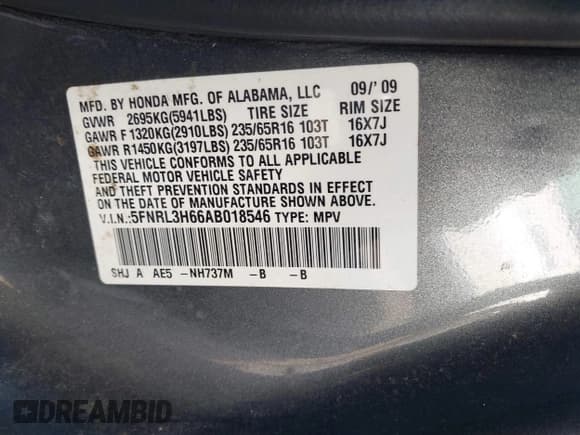 MFD. BY HONDA MFG. OF ALABAMA, LLC 09/'09
GVWR 2695KG(5941LBS) TIRE SIZE RIM SIZE
GAWR F 1320KG(2910LBS) 235/65R16 103T 16X7J
GAWR R1450KG(3197LBS) 235/65R16 103T 16X7J
THIS VEHICLE CONFORMS TO ALL APPLICABLE
FEDERAL MOTOR VEHICLE SAFETY
AND THEFT PREVENTION STANDARDS IN EFFECT
ON THE DATE OF MANUFACTURE SHOWN ABOVE.
V.I.N.:5FNRL3H66AB018546 TYPE: MPV
SHJ A AE5 -NH737M -B -B
DREAMBID